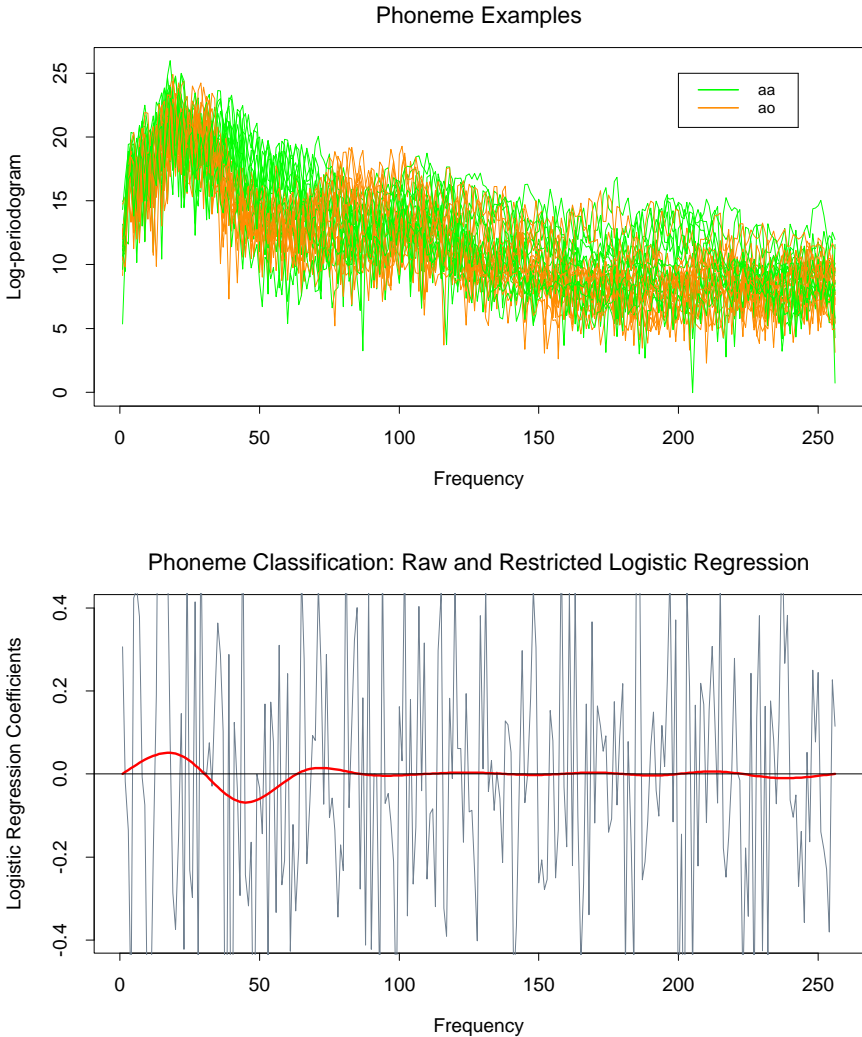 Phoneme Examples
25
20
15
10
5
0
Log-periodogram
aa
ao
0 50 100 150 200 250
Frequency
Phoneme Classification: Raw and Restricted Logistic Regression
0.4
0.2
0.0
-0.2
-0.4
Logistic Regression Coefficients
0 50 100 150 200 250
Frequency